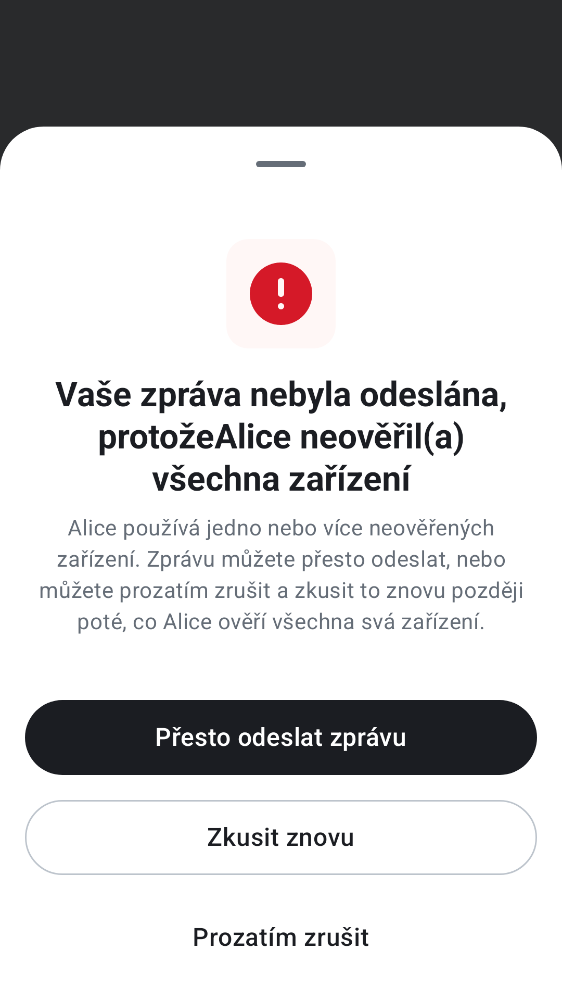 Vaše zpráva nebyla odeslána,
protožeAlice neověřil(a)
všechna zařízení
Alice používá jedno nebo více neověřených
zařízení. Zprávu můžete přesto odeslat, nebo
můžete prozatím zrušit a zkusit to znovu později
poté, co Alice ověří všechna svá zařízení.
Přesto odeslat zprávu
Zkusit znovu
Prozatím zrušit